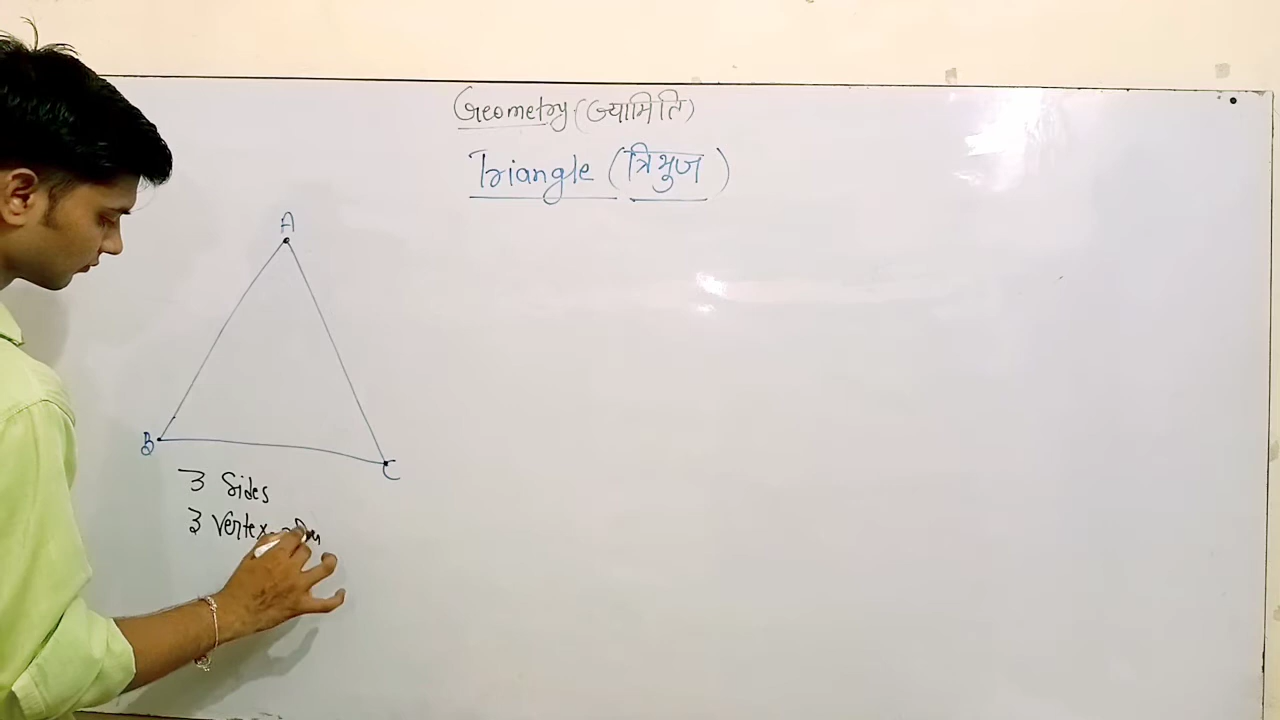 Geometry (ज्यामिति)
Triangle (त्रिभुज)
A
B
C
3 Sides
3 Vertex